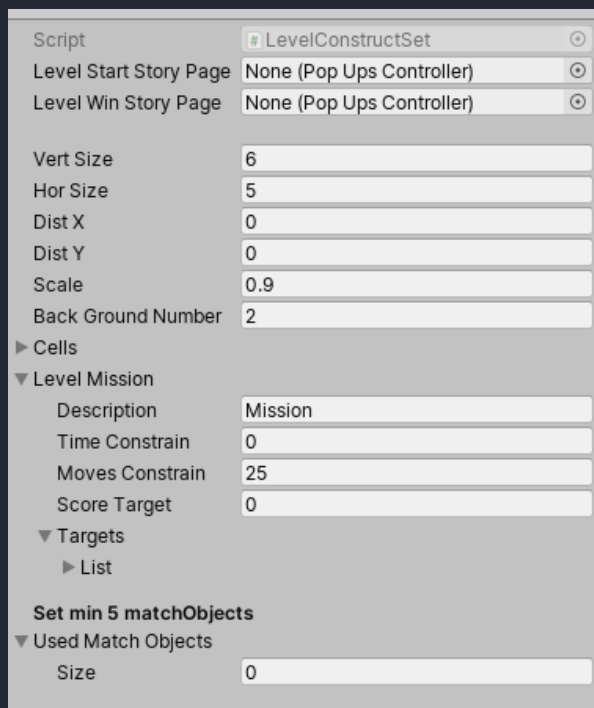 Script # LevelConstructSet
Level Start Story Page None (Pop Ups Controller)
Level Win Story Page None (Pop Ups Controller)
Vert Size 6
Hor Size 5
Dist X 0
Dist Y 0
Scale 0.9
Back Ground Number 2
Cells
Level Mission
Description Mission
Time Constrain 0
Moves Constrain 25
Score Target 0
Targets
List
Set min 5 matchObjects
Used Match Objects
Size 0